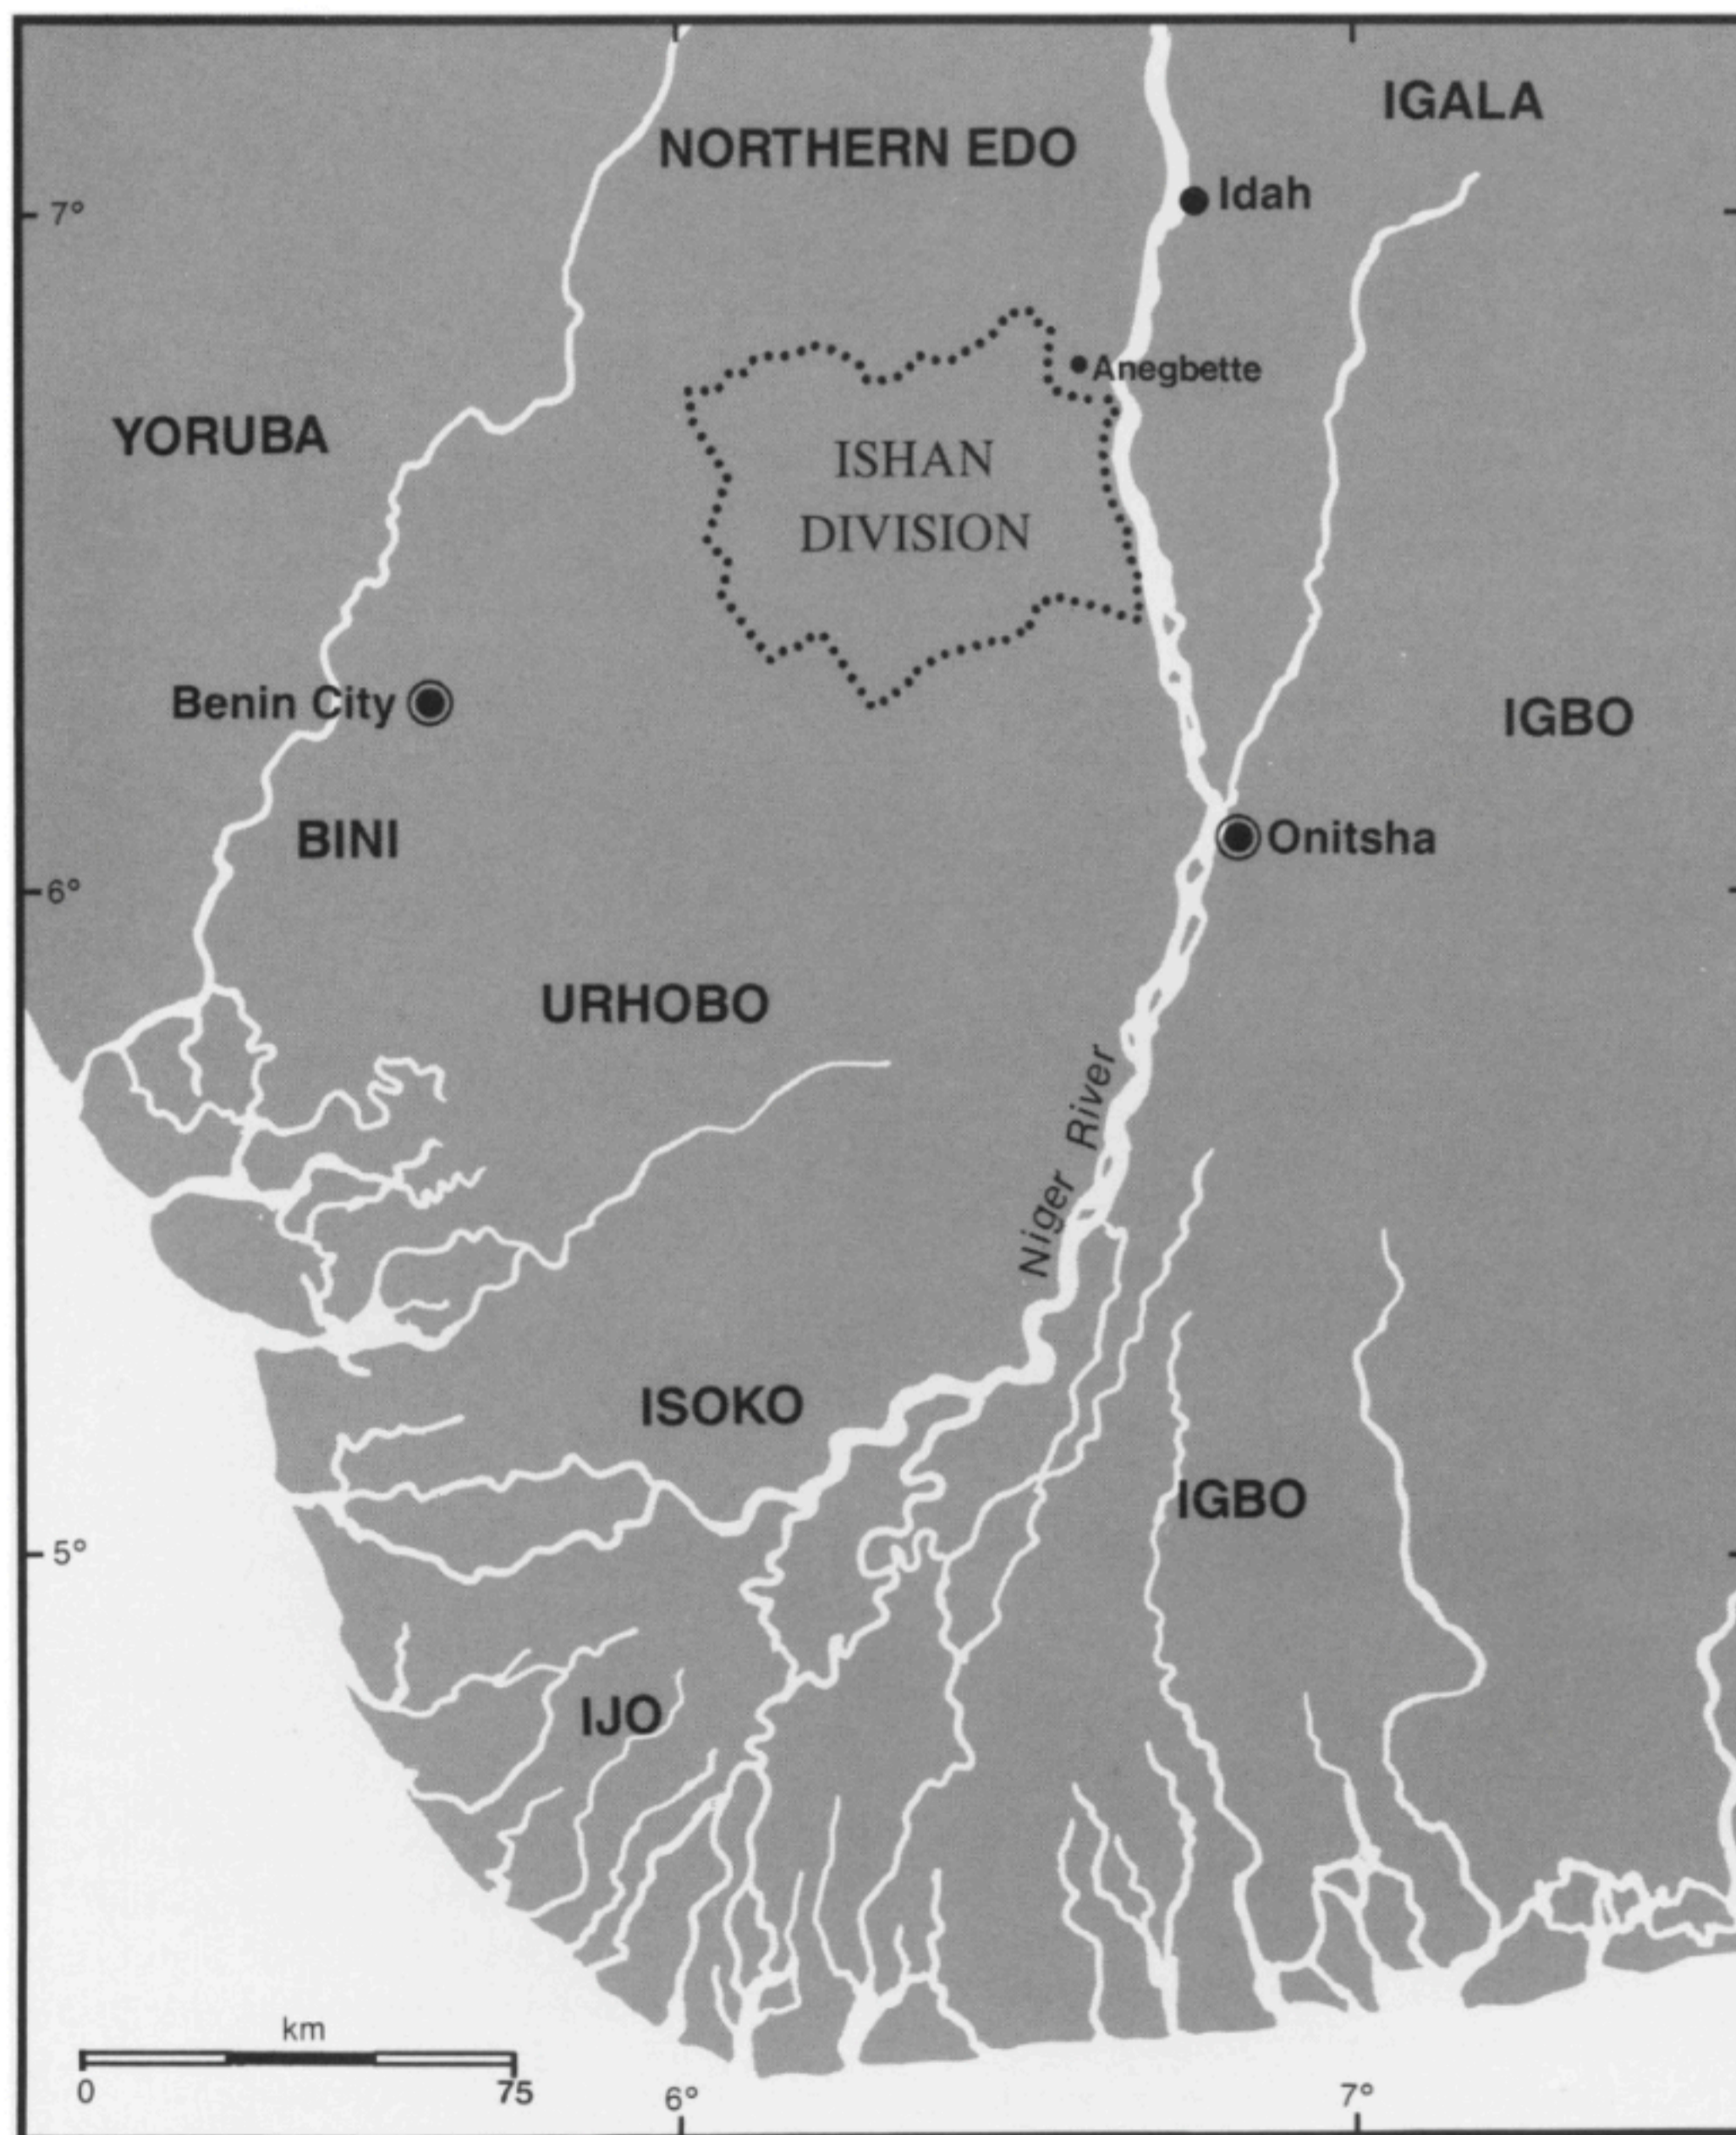 IGALA
NORTHERN EDO
Idah
7°
Anegbette
YORUBA
ISHAN
DIVISION
Benin City
IGBO
BINI
Onitsha
6°
URHOBO
Niger River
ISOKO
IGBO
5°
IJO
km
0
75
6°
7°